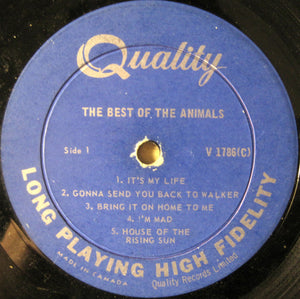 Quality
THE BEST OF THE ANIMALS
Side 1 V 1786(C)
1. IT'S MY LIFE
2. GONNA SEND YOU BACK TO WALKER
3. BRING IT ON HOME TO ME
4. I'M MAD
5. HOUSE OF THE
RISING SUN
LONG PLAYING HIGH FIDELITY
MADE IN CANADA Quality Records Limited